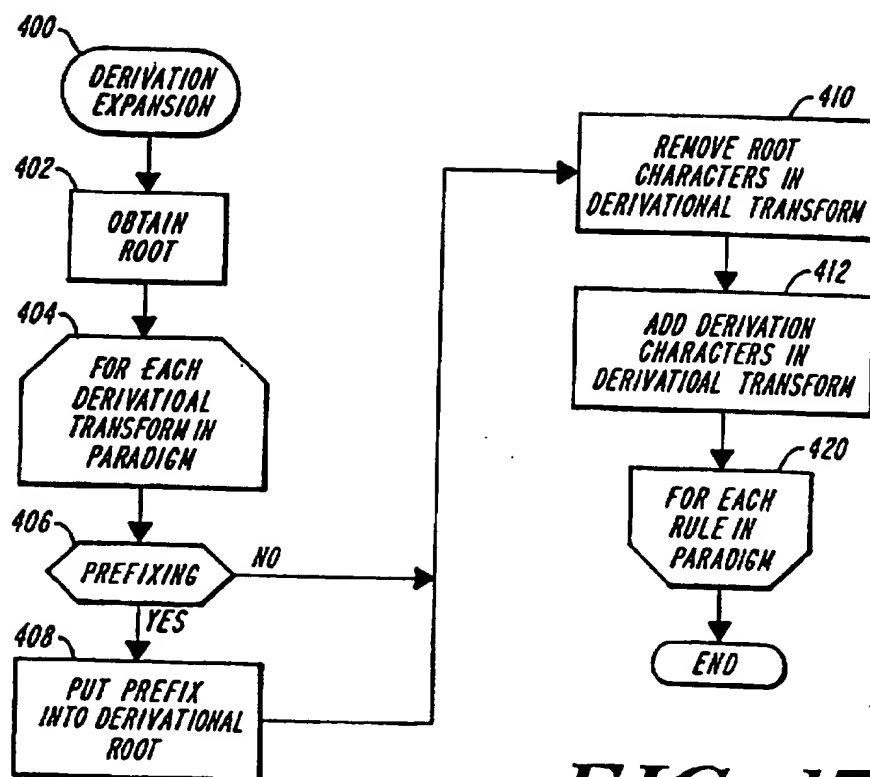 400
DERIVATION
EXPANSION
402
OBTAIN
ROOT
404
FOR EACH
DERIVATIOAL
TRANSFORM IN
PARADIGM
406
PREFIXING
NO
YES
408
PUT PREFIX
INTO DERIVATIONAL
ROOT
410
REMOVE ROOT
CHARACTERS IN
DERIVATIONAL TRANSFORM
412
ADD DERIVATION
CHARACTERS IN
DERIVATIOAL TRANSFORM
420
FOR EACH
RULE IN
PARADIGM
END